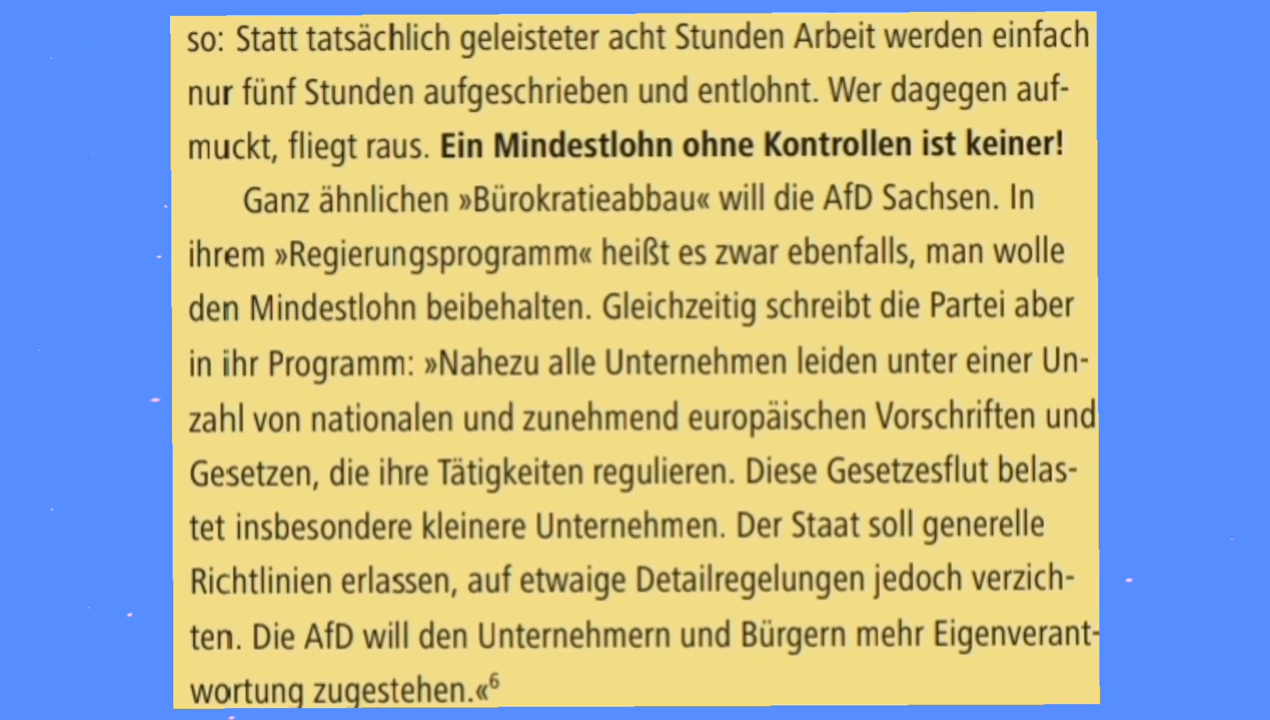 so: Statt tatsächlich geleisteter acht Stunden Arbeit werden einfach
nur fünf Stunden aufgeschrieben und entlohnt. Wer dagegen auf-
muckt, fliegt raus. Ein Mindestlohn ohne Kontrollen ist keiner!
Ganz ähnlichen »Bürokratieabbau« will die AfD Sachsen. In
ihrem »Regierungsprogramm« heißt es zwar ebenfalls, man wolle
den Mindestlohn beibehalten. Gleichzeitig schreibt die Partei aber
in ihr Programm: »Nahezu alle Unternehmen leiden unter einer Un-
zahl von nationalen und zunehmend europäischen Vorschriften und
Gesetzen, die ihre Tätigkeiten regulieren. Diese Gesetzesflut belas-
tet insbesondere kleinere Unternehmen. Der Staat soll generelle
Richtlinien erlassen, auf etwaige Detailregelungen jedoch verzich-
ten. Die AfD will den Unternehmern und Bürgern mehr Eigenverant-
wortung zugestehen.«⁶